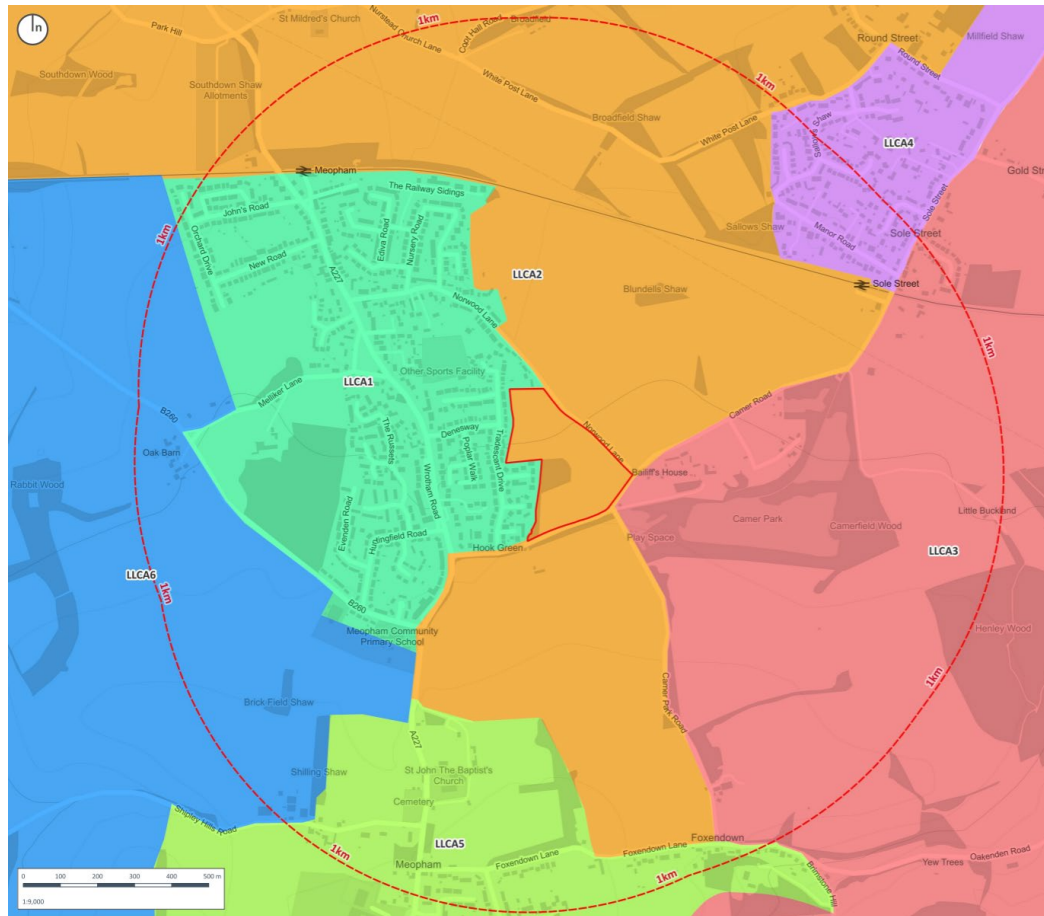 n
St Mildred's Church
Park Hill
Nurstead Church Lane
1km
Copt Hall Road
Broadfield
Round Street
Millfield Shaw
Round Street
Southdown Wood
Southdown Shaw
Allotments
White Post Lane
1km
Broadfield Shaw
White Post Lane
Shaw
LLCA4
Gold Str
Meopham
The Railway Sidings
John's Road
Orchard Drive
New Road
Ediva Road
Nursery Road
A227
1km
Sallows Shaw
Manor Road
Sole Street
Sole Street
LLCA2
Blundells Shaw
Sole Street
Norwood Lane
1km
Other Sports Facility
LLCA1
Melliker Lane
B260
Camer Road
Oak Barn
The Russets
Denesway
Poplar Walk
Tradescant Drive
Norwood Lane
Wrotham Road
Bailiff's House
Rabbit Wood
Evenden Road
Huntingfield Road
Hook Green
Play Space
Camer Park
Camerfield Wood
Little Buckland
LLCA3
LLCA6
1km
B260
Meopham Community
Primary School
Henley Wood
Camer Park Road
1km
Brick Field Shaw
A227
Shilling Shaw
St John The Baptist's
Church
Cemetery
Shipley Hills Road
LLCA5
1km
Meopham
Foxendown Lane
Foxendown Lane
Foxendown
Brimstone Hill
Yew Trees
Oakenden Road
1km
0 100 200 300 400 500 m
1:9,000